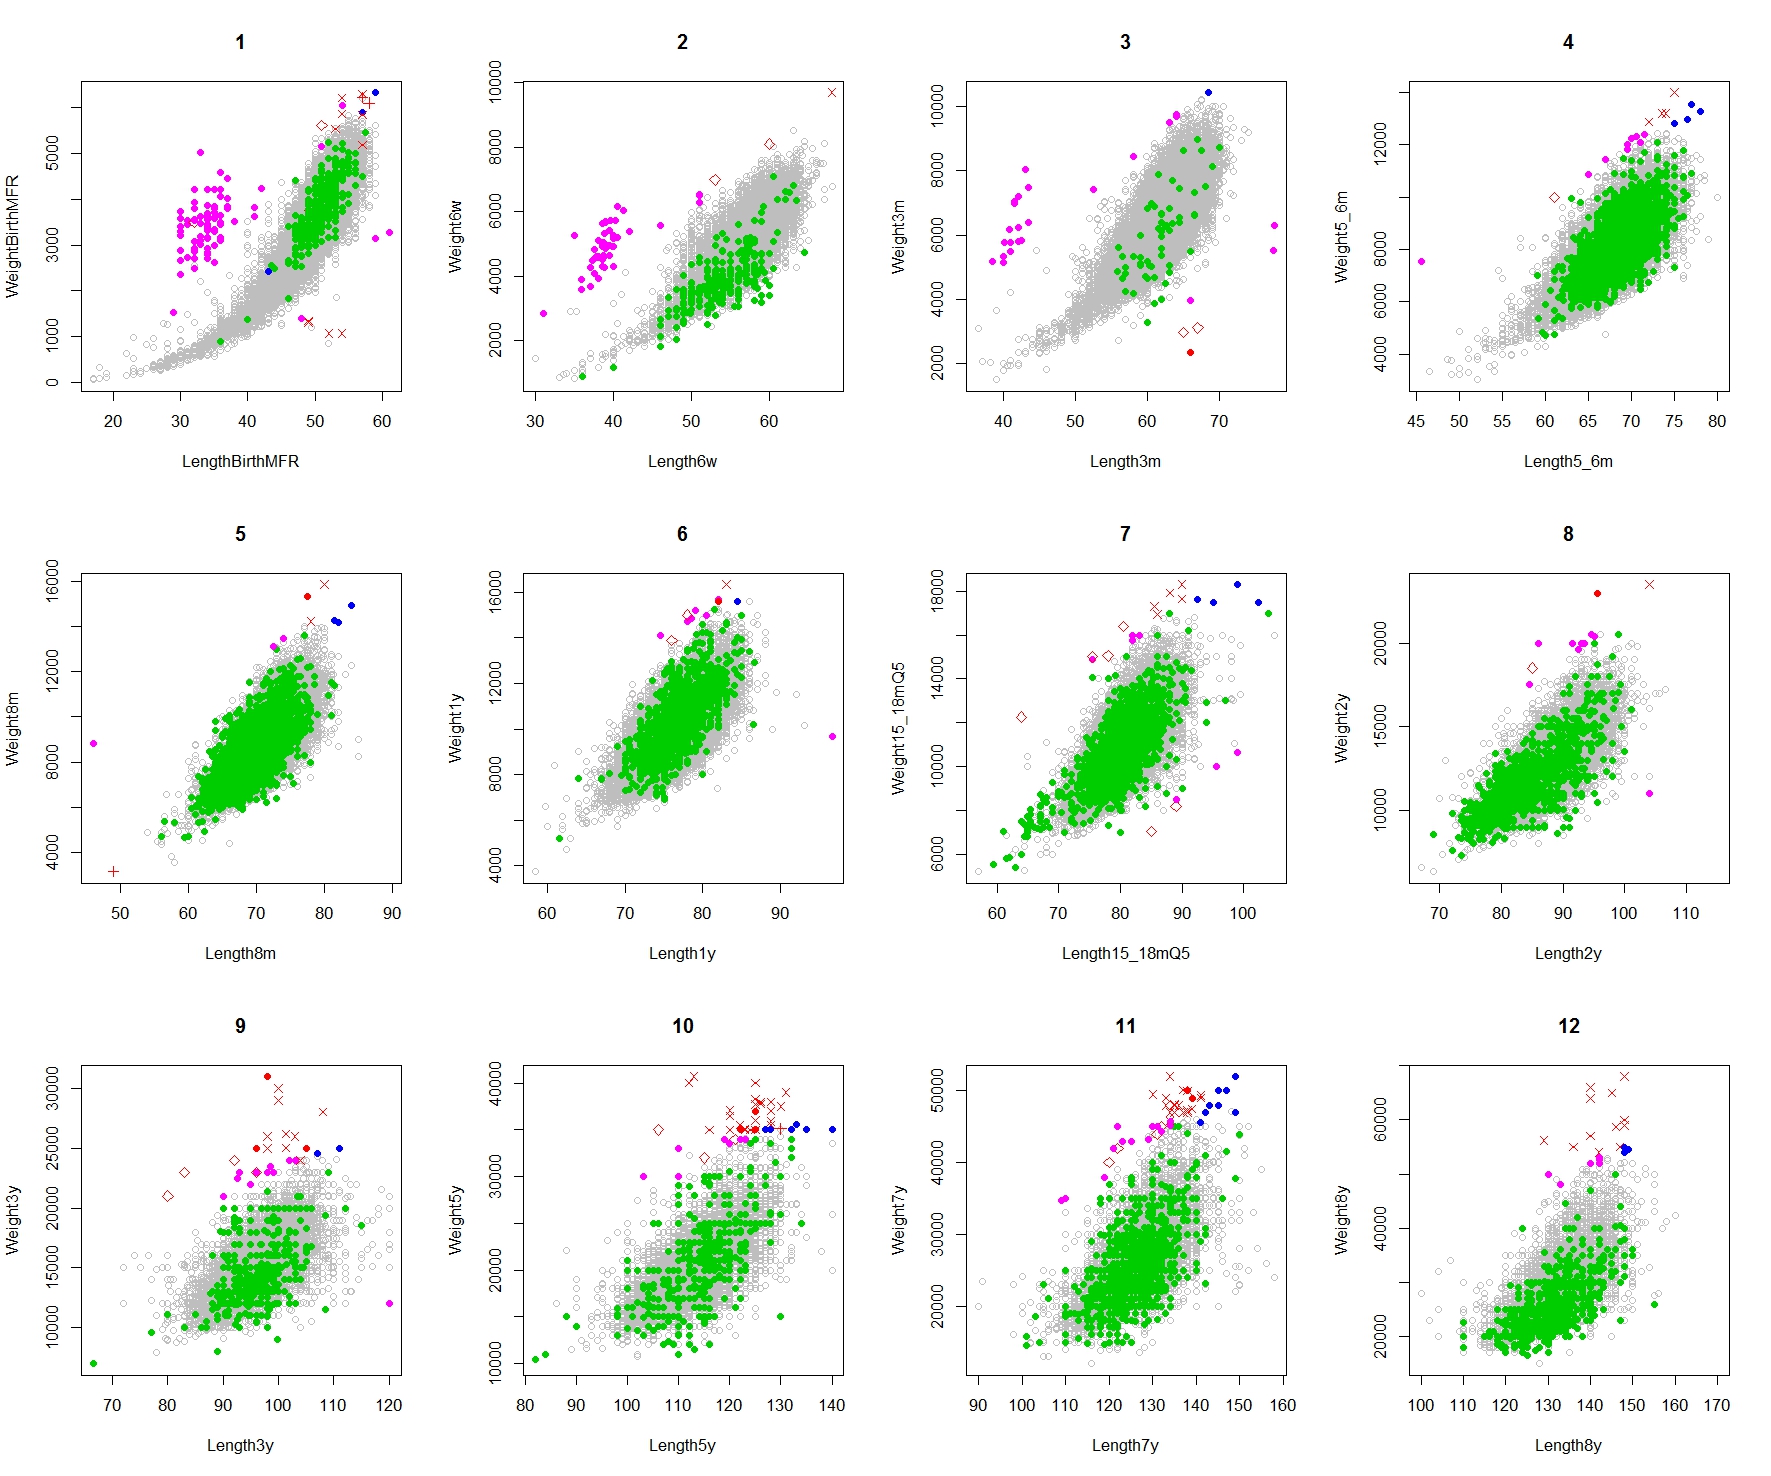 1
WeightBirthMFR
0 1000 3000 5000
20 30 40 50 60
LengthBirthMFR
2
Weight6w
2000 4000 6000 8000 10000
30 40 50 60
Length6w
3
Weight3m
2000 4000 6000 8000 10000
40 50 60 70
Length3m
4
Weight5_6m
4000 6000 8000 12000
45 50 55 60 65 70 75 80
Length5_6m
5
Weight8m
4000 8000 12000 16000
50 60 70 80 90
Length8m
6
Weight1y
4000 8000 12000 16000
60 70 80 90
Length1y
7
Weight15_18mQ5
6000 10000 14000 18000
60 70 80 90 100
Length15_18mQ5
8
Weight2y
10000 15000 20000
70 80 90 100 110
Length2y
9
Weight3y
10000 15000 20000 25000 30000
70 80 90 100 110 120
Length3y
10
Weight5y
10000 20000 30000 40000
80 90 100 110 120 130 140
Length5y
11
Weight7y
20000 30000 40000 50000
90 100 110 120 130 140 150 160
Length7y
12
Weight8y
20000 40000 60000
100 110 120 130 140 150 160 170
Length8y